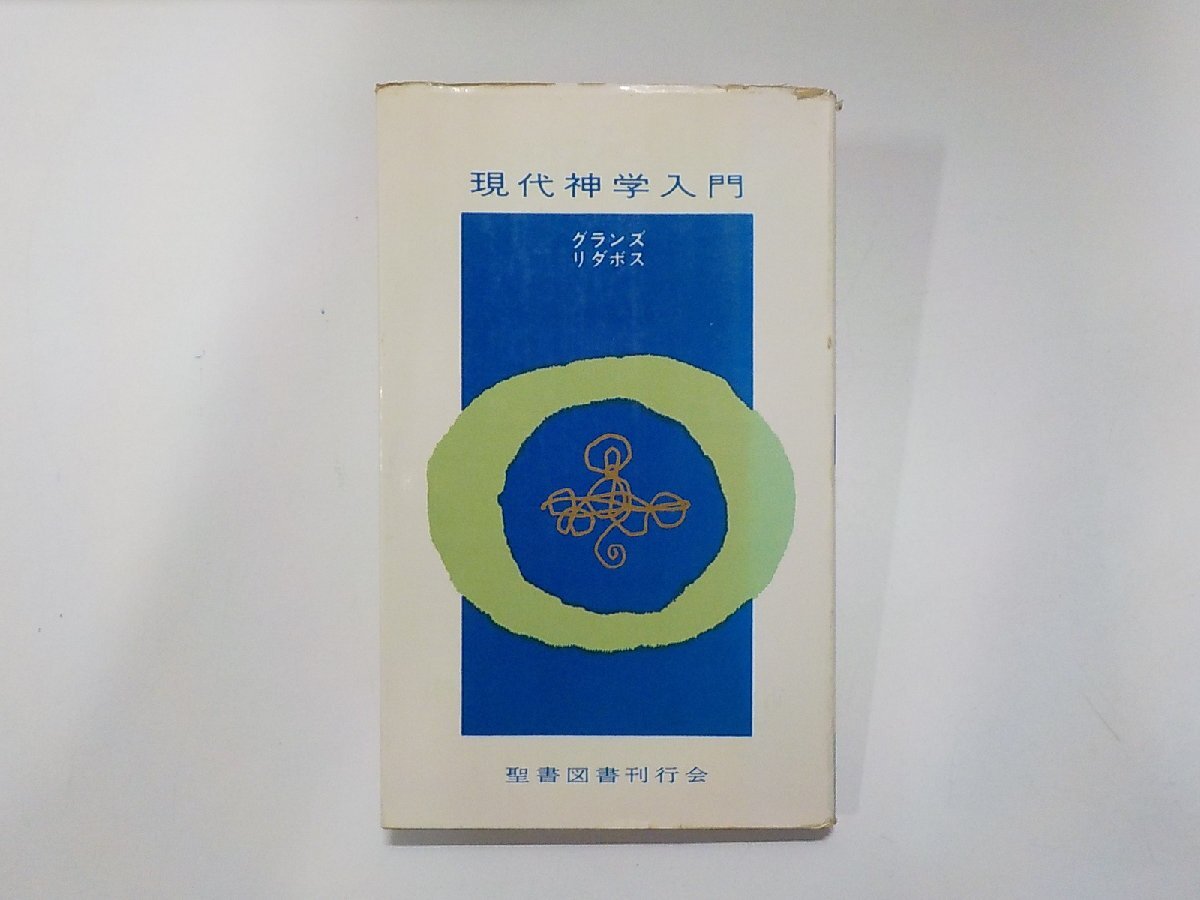 現代神学入門
グランズ
リダボス
聖書図書刊行会